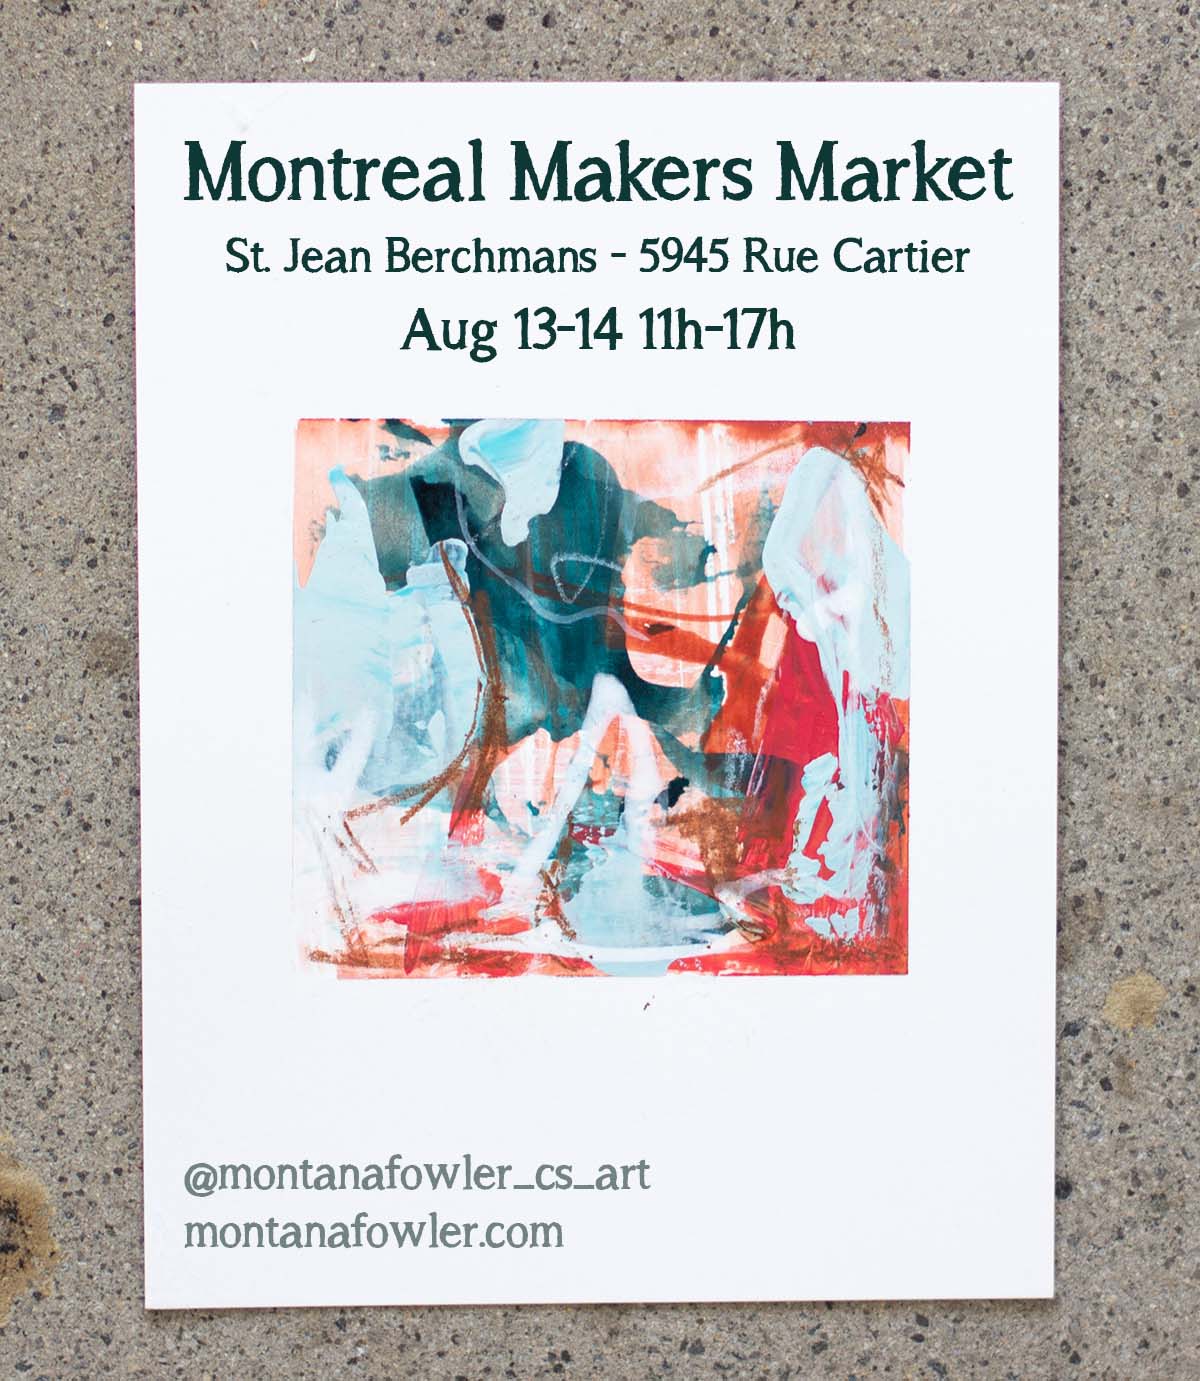 Montreal Makers Market
St. Jean Berchmans - 5945 Rue Cartier
Aug 13-14 11h-17h
@montanafowler_cs_art
montanafowler.com